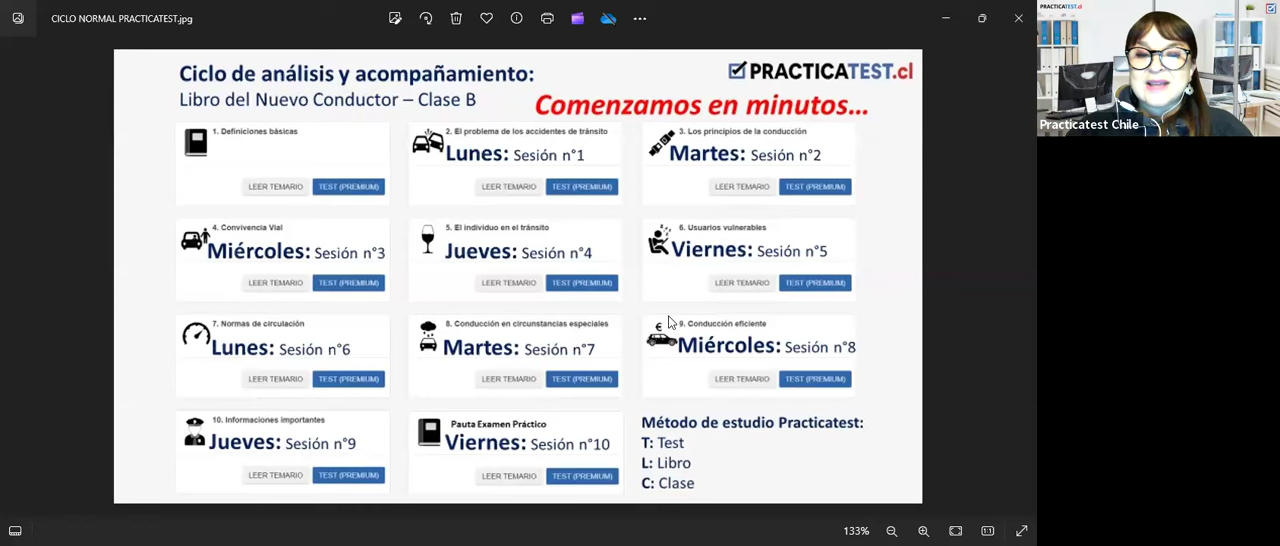 CICLO NORMAL PRACTICATEST.jpg
PRACTICATEST.cl
Practicatest Chile
Ciclo de análisis y acompañamiento:
Libro del Nuevo Conductor – Clase B
PRACTICATEST.cl
Comenzamos en minutos...
1. Definiciones básicas
LEER TEMARIO TEST (PREMIUM)
2. El problema de los accidentes de tránsito
Lunes: Sesión n°1
LEER TEMARIO TEST (PREMIUM)
3. Los principios de la conducción
Martes: Sesión n°2
LEER TEMARIO TEST (PREMIUM)
4. Convivencia Vial
Miércoles: Sesión n°3
LEER TEMARIO TEST (PREMIUM)
5. El individuo en el tránsito
Jueves: Sesión n°4
LEER TEMARIO TEST (PREMIUM)
6. Usuarios vulnerables
Viernes: Sesión n°5
LEER TEMARIO TEST (PREMIUM)
7. Normas de circulación
Lunes: Sesión n°6
LEER TEMARIO TEST (PREMIUM)
8. Conducción en circunstancias especiales
Martes: Sesión n°7
LEER TEMARIO TEST (PREMIUM)
€
9. Conducción eficiente
Miércoles: Sesión n°8
LEER TEMARIO TEST (PREMIUM)
10. Informaciones importantes
Jueves: Sesión n°9
LEER TEMARIO TEST (PREMIUM)
Pauta Examen Práctico
Viernes: Sesión n°10
LEER TEMARIO TEST (PREMIUM)
Método de estudio Practicatest:
T: Test
L: Libro
C: Clase
133%